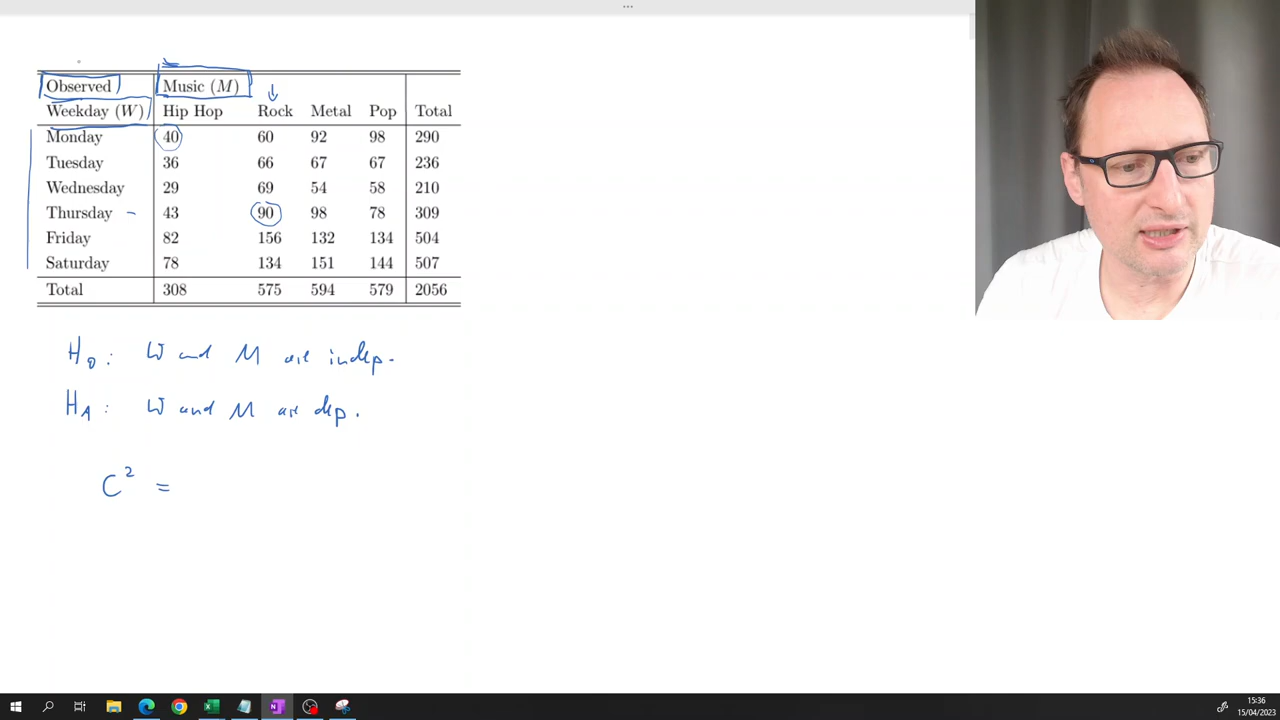 Observed Music (M)
Weekday (W) Hip Hop Rock Metal Pop Total
Monday 40 60 92 98 290
Tuesday 36 66 67 67 236
Wednesday 29 69 54 58 210
Thursday 43 90 98 78 309
Friday 82 156 132 134 504
Saturday 78 134 151 144 507
Total 308 575 594 579 2056
H₀: W and M are indep.
H_A: W and M are dep.
C² =
15:36
15/04/2023